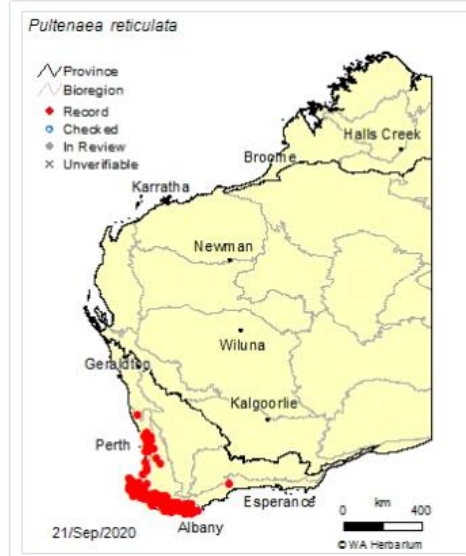 Pultenaea reticulata
Province
Bioregion
Record
Checked
In Review
Unverifiable
Halls Creek
Broome
Karratha
Newman
Wiluna
Geraldton
Kalgoorlie
Perth
Esperance
Albany
km
0 400
21/Sep/2020
© WA Herbarium